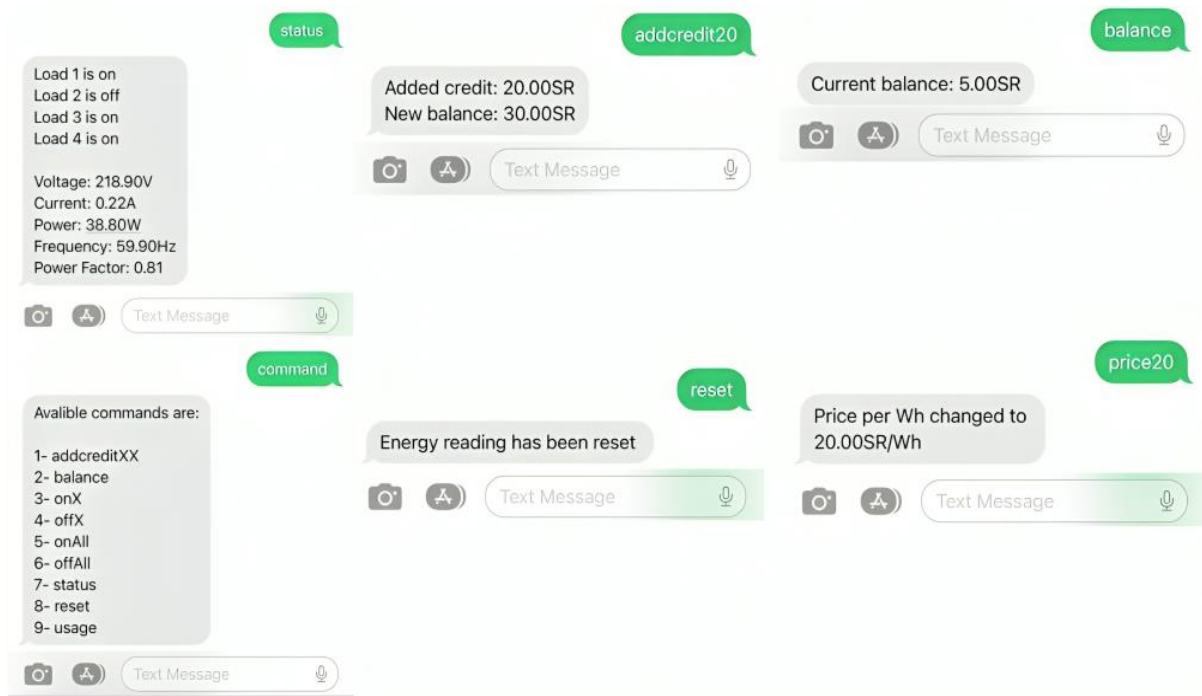 status
Load 1 is on
Load 2 is off
Load 3 is on
Load 4 is on
Voltage: 218.90V
Current: 0.22A
Power: 38.80W
Frequency: 59.90Hz
Power Factor: 0.81
Text Message
addcredit20
Added credit: 20.00SR
New balance: 30.00SR
Text Message
balance
Current balance: 5.00SR
Text Message
command
Avalible commands are:
1- addcreditXX
2- balance
3- onX
4- offX
5- onAll
6- offAll
7- status
8- reset
9- usage
Text Message
reset
Energy reading has been reset
Text Message
price20
Price per Wh changed to
20.00SR/Wh
Text Message